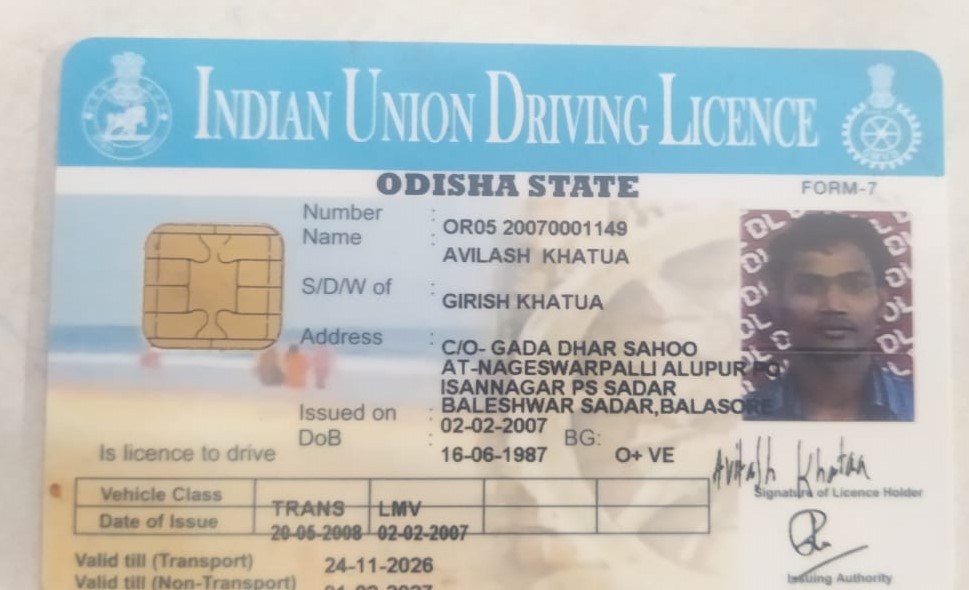 INDIAN UNION DRIVING LICENCE
ODISHA STATE
FORM-7
Number : OR05 20070001149
Name : AVILASH KHATUA
S/D/W of : GIRISH KHATUA
Address : C/O- GADA DHAR SAHOO
AT-NAGESWARPALLI ALUPUR PO
ISANNAGAR PS SADAR
BALESHWAR SADAR,BALASORE
Issued on : 02-02-2007
DoB : 16-06-1987 BG: O+ VE
Is licence to drive
Avilash Khatua
Signature of Licence Holder
Vehicle Class TRANS LMV
Date of Issue 20-05-2008 02-02-2007
Valid till (Transport) 24-11-2026
Valid till (Non-Transport)
Issuing Authority